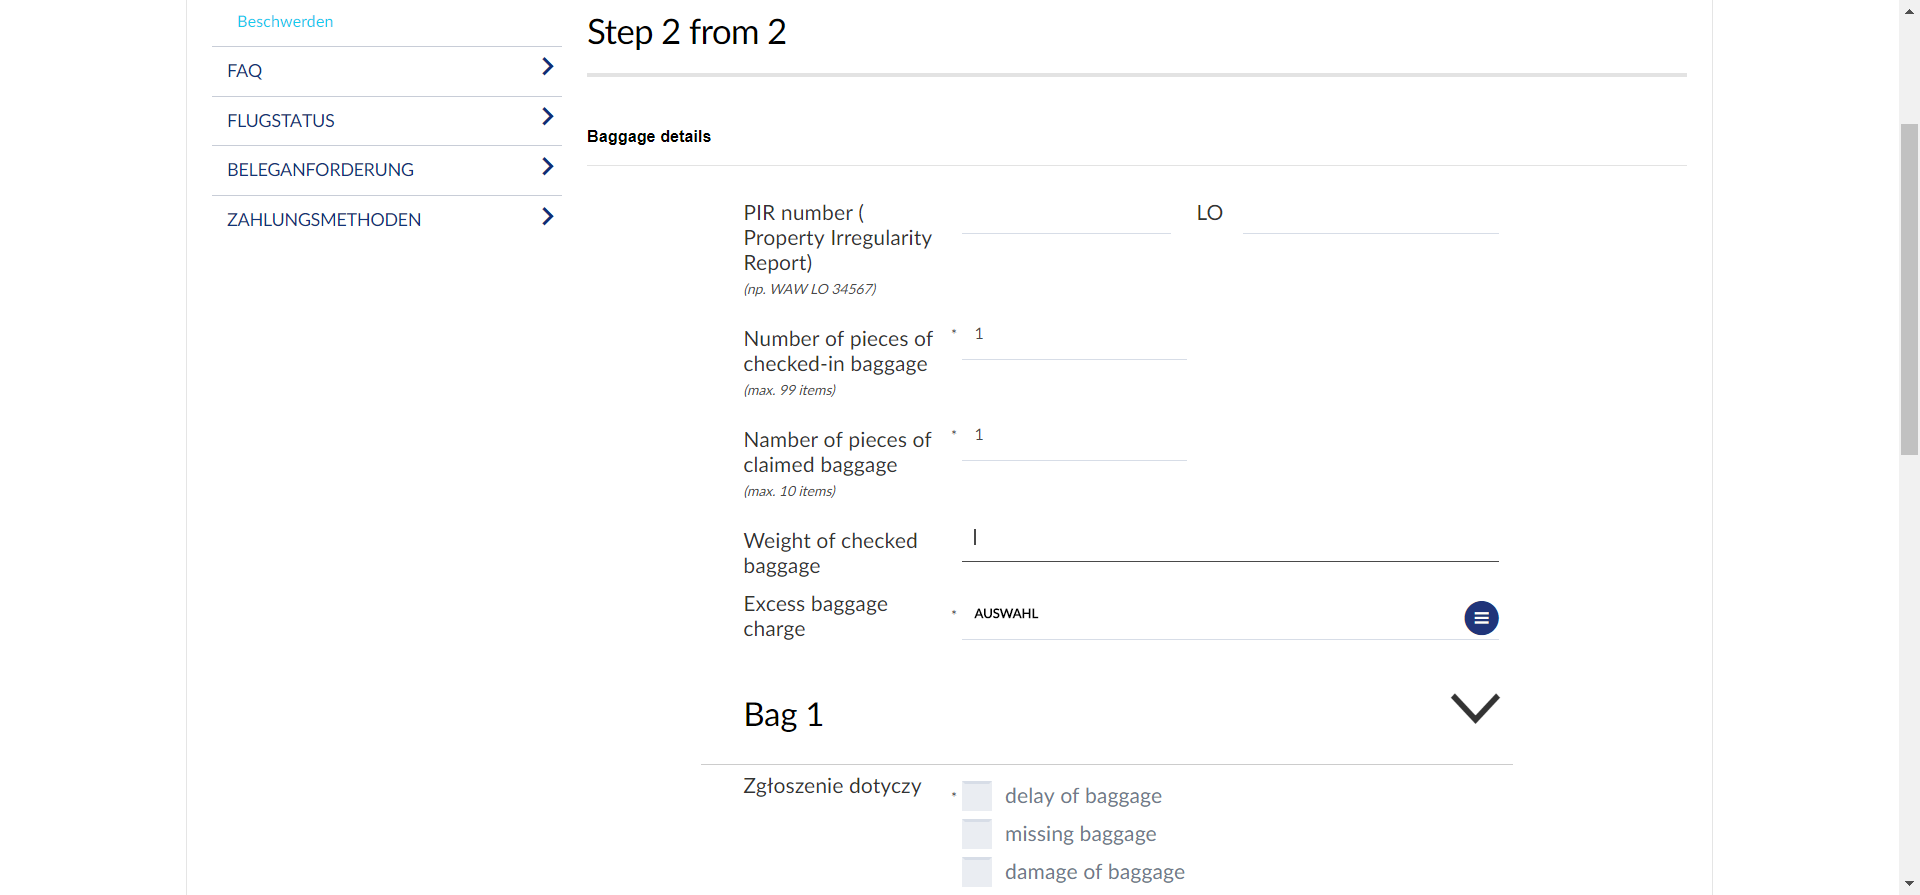 Beschwerden
FAQ
FLUGSTATUS
BELEGANFORDERUNG
ZAHLUNGSMETHODEN
Step 2 from 2
Baggage details
PIR number (
Property Irregularity
Report)
(np. WAW LO 34567)
LO
Number of pieces of
checked-in baggage
(max. 99 items)
* 1
Namber of pieces of
claimed baggage
(max. 10 items)
* 1
Weight of checked
baggage
Excess baggage
charge
* AUSWAHL
Bag 1
Zgłoszenie dotyczy
* delay of baggage
missing baggage
damage of baggage